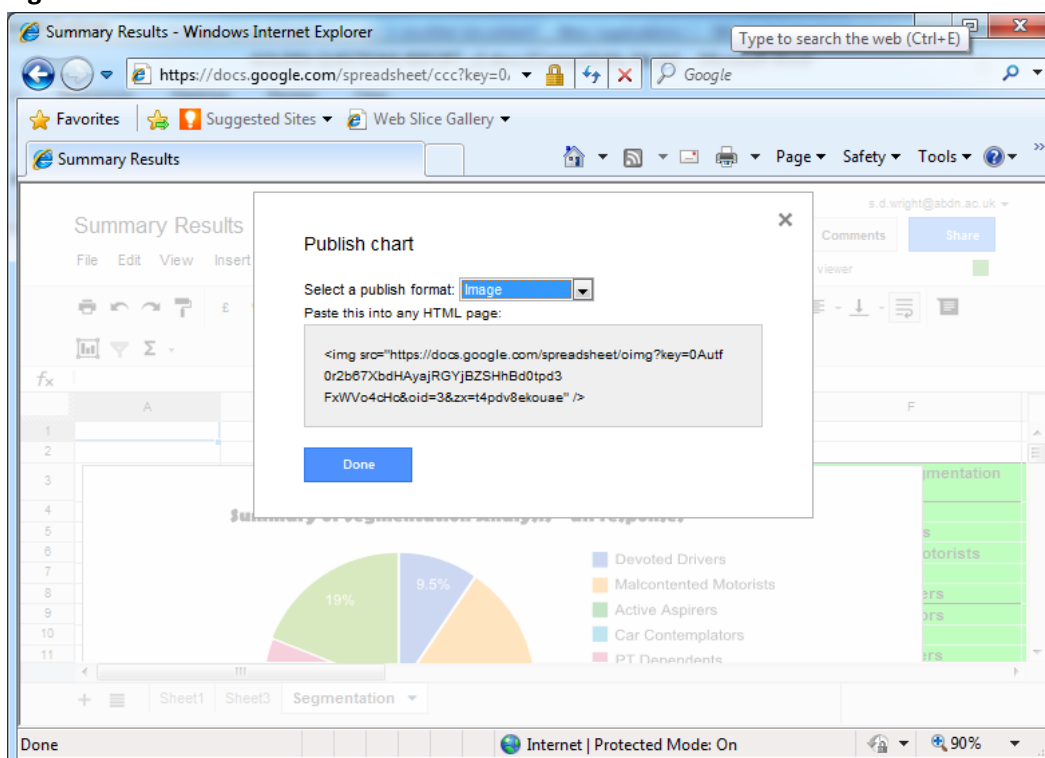 Summary Results - Windows Internet Explorer
Type to search the web (Ctrl+E)
https://docs.google.com/spreadsheet/ccc?key=0
Google
Favorites Suggested Sites Web Slice Gallery
Summary Results
Page Safety Tools
s.d.wright@abdn.ac.uk
Summary Results
Comments Share
File Edit View Insert
viewer
Publish chart
Select a publish format: Image
Paste this into any HTML page:
<img src="https://docs.google.com/spreadsheet/oimg?key=0Autf
0r2b67XbdHAyajRGYjBZSHhBd0tpd3
FxWVo4cHc&oid=3&zx=t4pdv8ekouae" />
Done
£
Σ
fx
A F
1
2
3
4
5
6
7
8
9
10
11
Devoted Drivers
Malcontented Motorists
Active Aspirers
Car Contemplators
PT Dependents
9.5%
19%
Sheet1 Sheet3 Segmentation
Done
Internet | Protected Mode: On
90%